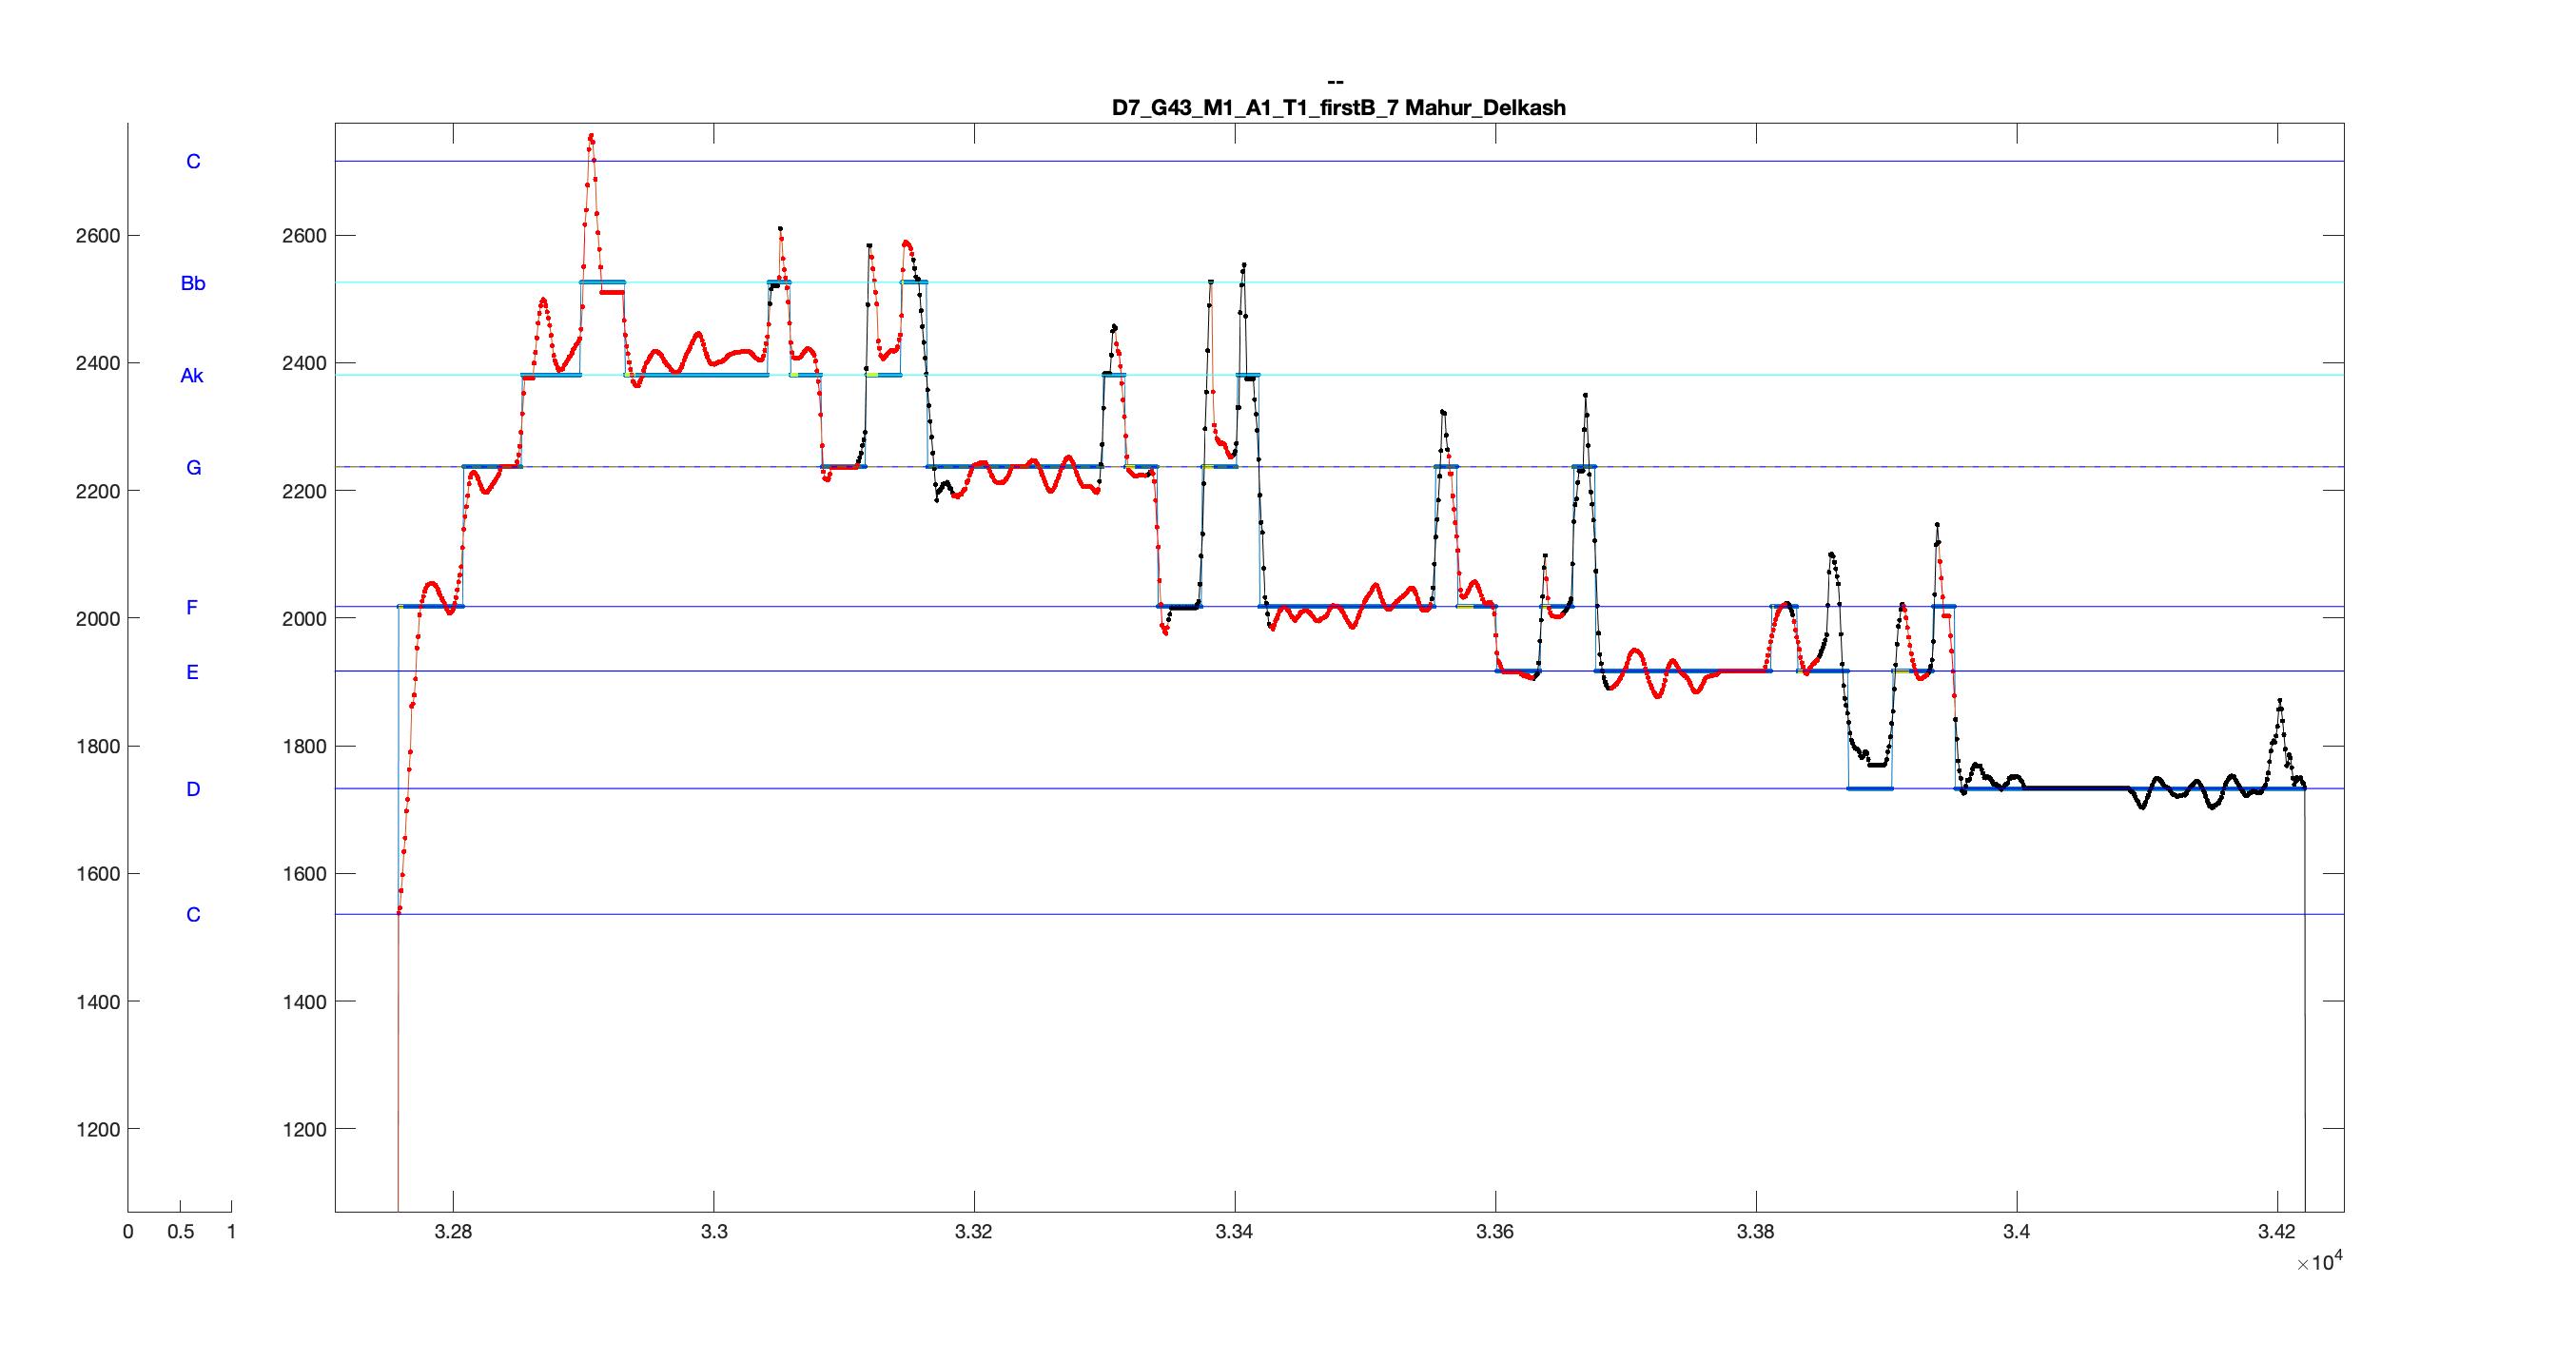 --
D7_G43_M1_A1_T1_firstB_7 Mahur_Delkash
C
2600
2600
Bb
2400
2400
Ak
G
2200
2200
F
2000
2000
E
1800
1800
D
1600
1600
C
1400
1400
1200
1200
0 0.5 1 3.28 3.3 3.32 3.34 3.36 3.38 3.4 3.42
×10⁴